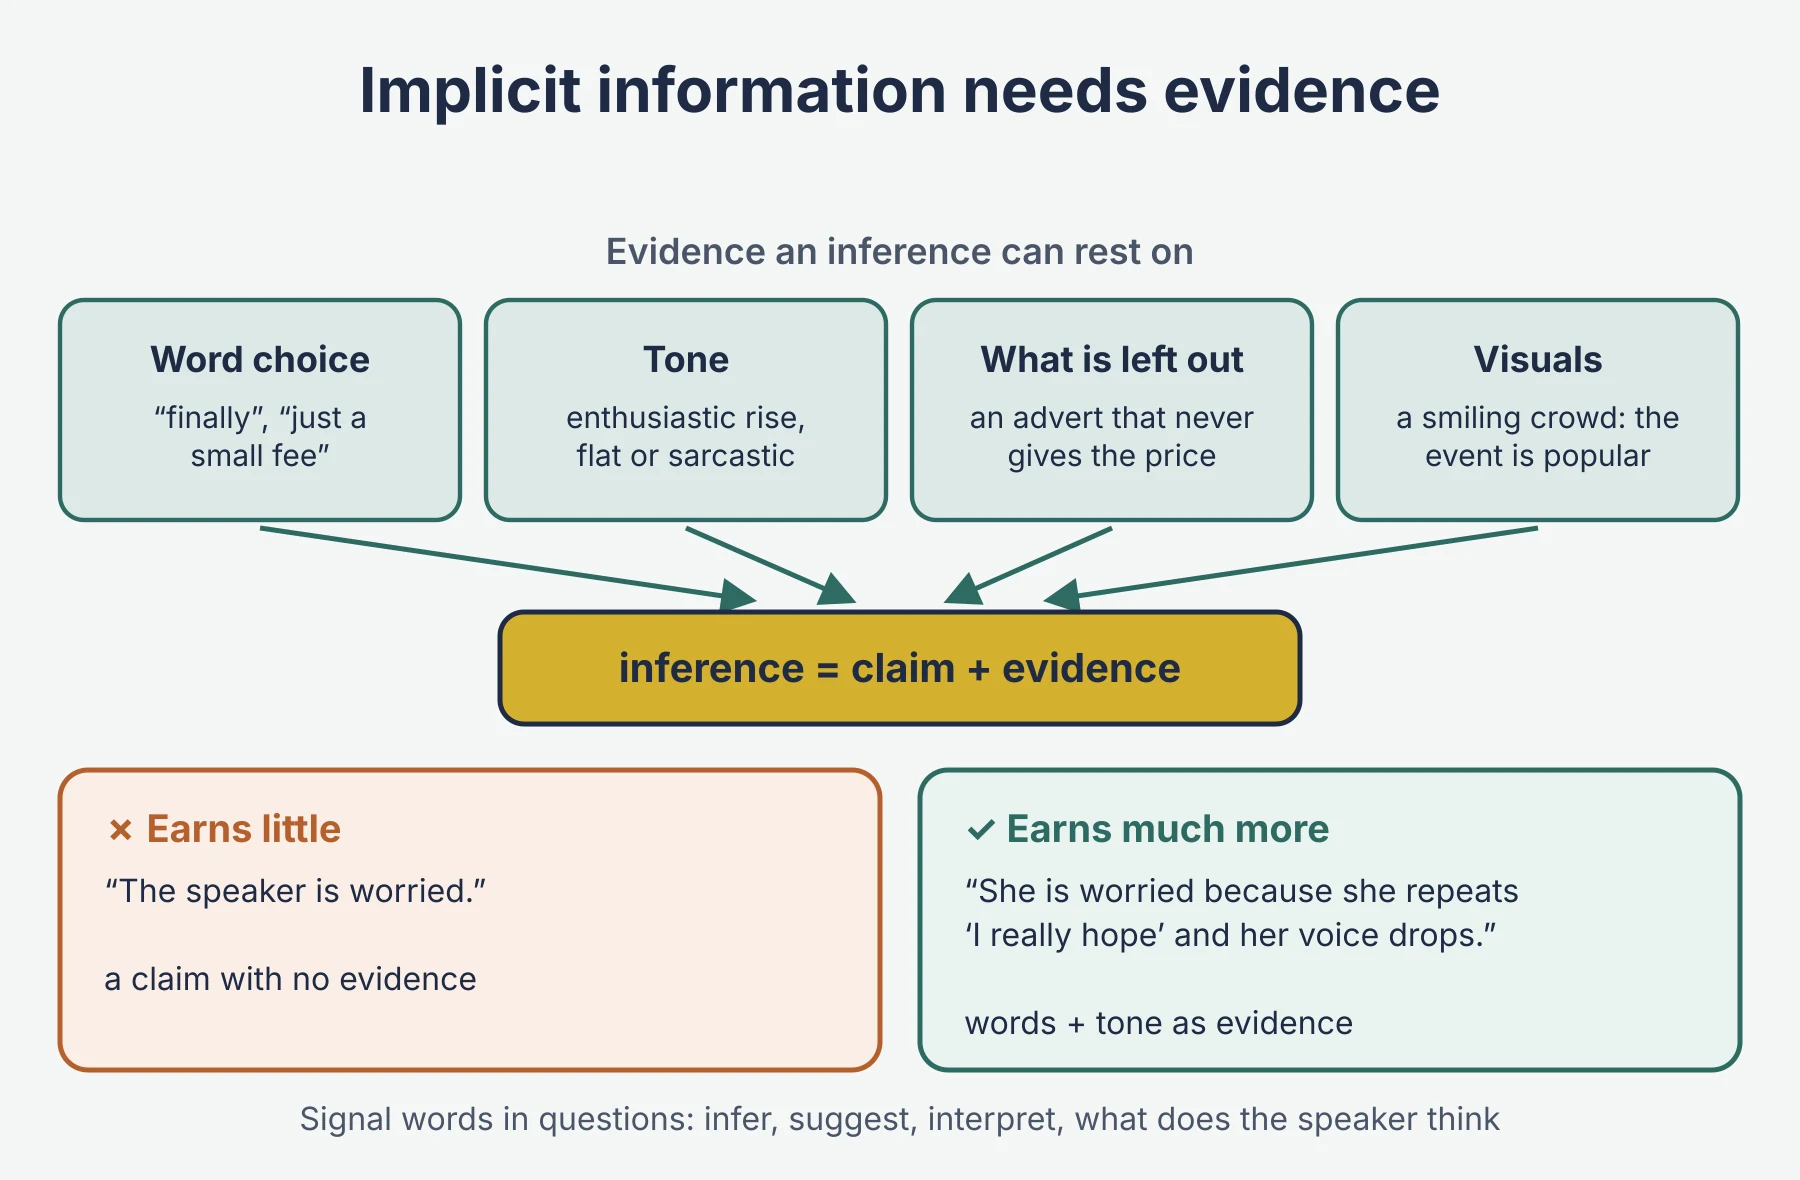 Implicit information needs evidence
Evidence an inference can rest on
Word choice
“finally”, “just a
small fee”
Tone
enthusiastic rise,
flat or sarcastic
What is left out
an advert that never
gives the price
Visuals
a smiling crowd: the
event is popular
inference = claim + evidence
× Earns little
“The speaker is worried.”
a claim with no evidence
✓ Earns much more
“She is worried because she repeats
‘I really hope’ and her voice drops.”
words + tone as evidence
Signal words in questions: infer, suggest, interpret, what does the speaker think